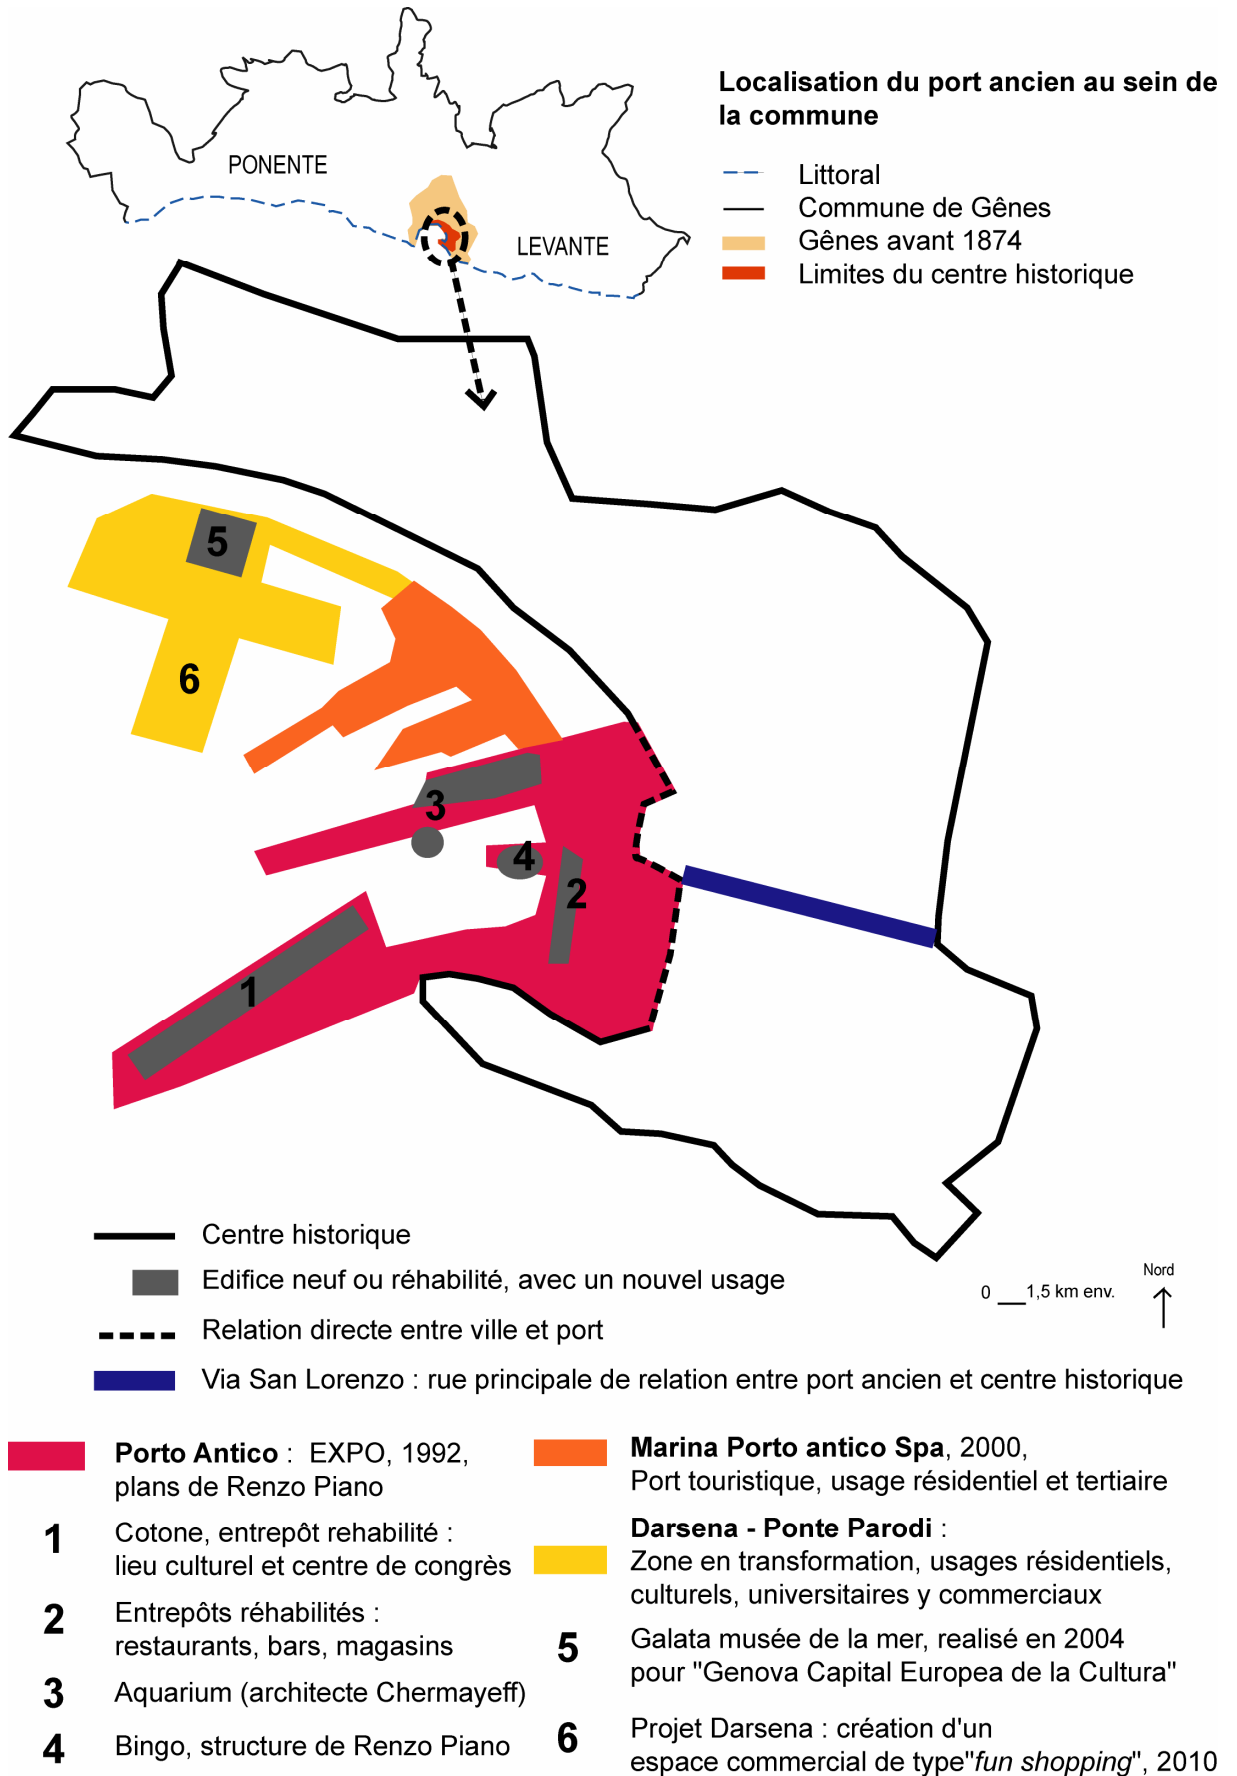 Localisation du port ancien au sein de
la commune
PONENTE
LEVANTE
Littoral
Commune de Gênes
Gênes avant 1874
Limites du centre historique
5
6
3
4
2
1
Centre historique
Edifice neuf ou réhabilité, avec un nouvel usage
Relation directe entre ville et port
Via San Lorenzo : rue principale de relation entre port ancien et centre historique
0 1,5 km env.
Nord
Porto Antico : EXPO, 1992,
plans de Renzo Piano
1 Cotone, entrepôt rehabilité :
lieu culturel et centre de congrès
2 Entrepôts réhabilités :
restaurants, bars, magasins
3 Aquarium (architecte Chermayeff)
4 Bingo, structure de Renzo Piano
Marina Porto antico Spa, 2000,
Port touristique, usage résidentiel et tertiaire
Darsena - Ponte Parodi :
Zone en transformation, usages résidentiels,
culturels, universitaires y commerciaux
5 Galata musée de la mer, realisé en 2004
pour "Genova Capital Europea de la Cultura"
6 Projet Darsena : création d'un
espace commercial de type"fun shopping", 2010